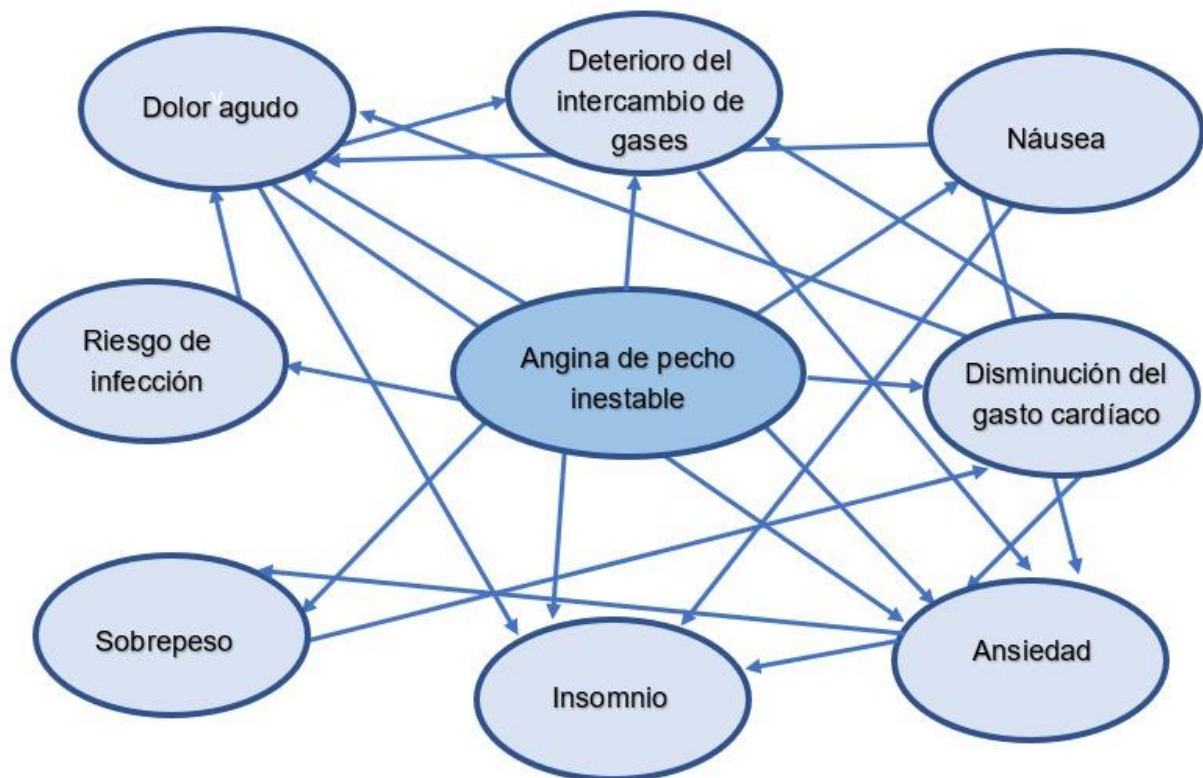 Dolor agudo
Deterioro del
intercambio de
gases
Náusea
Riesgo de
infección
Angina de pecho
inestable
Disminución del
gasto cardíaco
Sobrepeso
Insomnio
Ansiedad